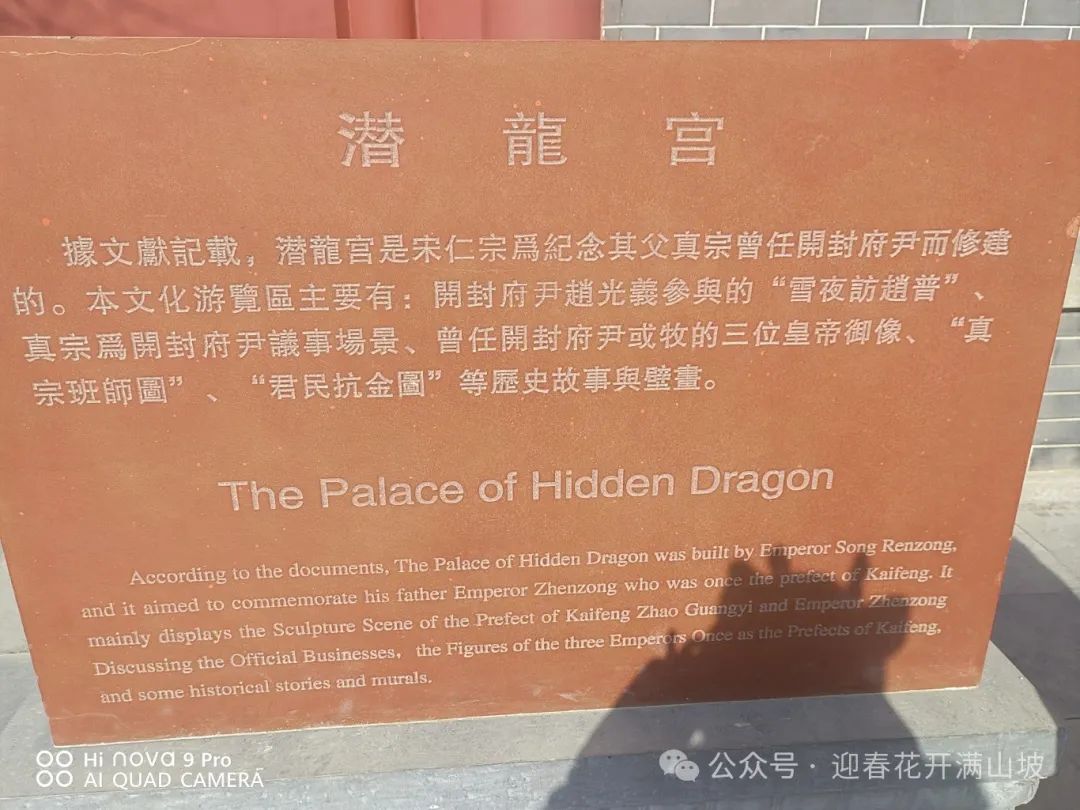 潜龍宫
據文獻記載，潜龍宫是宋仁宗爲紀念其父真宗曾任開封府尹而修建
的。本文化游覽區主要有：開封府尹趙光義參與的“雪夜訪趙普”、
真宗爲開封府尹議事場景、曾任開封府尹或牧的三位皇帝御像、“真
宗班師圖”、“君民抗金圖”等歷史故事與壁畫。
The Palace of Hidden Dragon
According to the documents, The Palace of Hidden Dragon was built by Emperor Song Renzong,
and it aimed to commemorate his father Emperor Zhenzong who was once the prefect of Kaifeng. It
mainly displays the Sculpture Scene of the Prefect of Kaifeng Zhao Guangyi and Emperor Zhenzong
Discussing the Official Businesses, the Figures of the three Emperors Once as the Prefects of Kaifeng,
and some historical stories and murals.
Hi nova 9 Pro
AI QUAD CAMERA
公众号·迎春花开满山坡